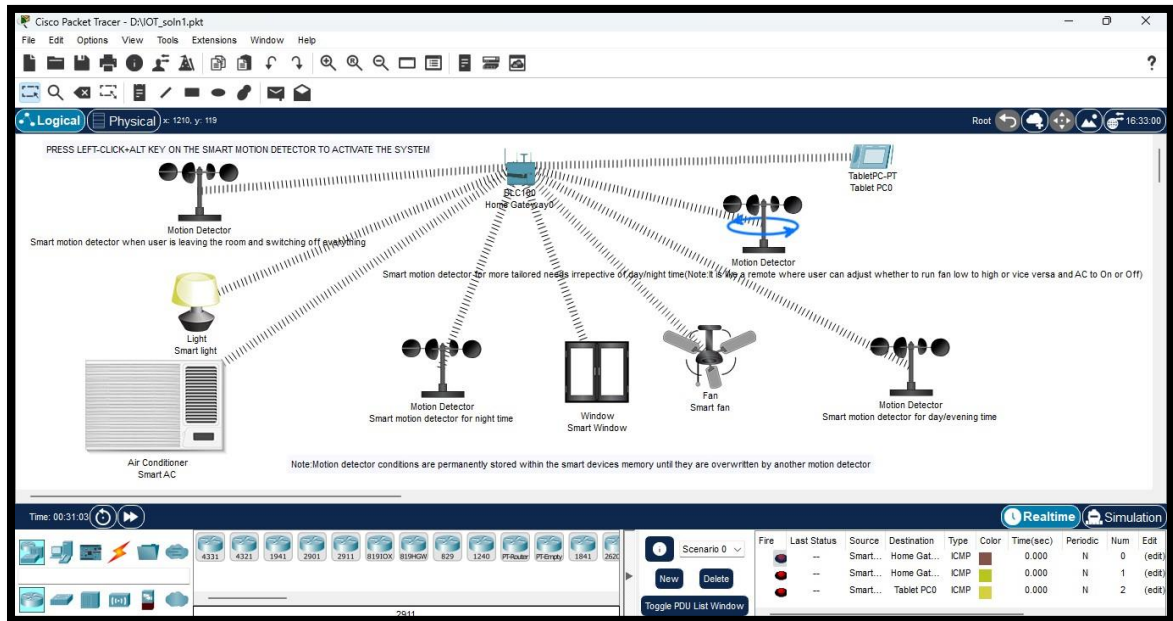 Cisco Packet Tracer - D:\IOT_soln1.pkt
File Edit Options View Tools Extensions Window Help
?
Logical Physical x: 1210, y: 119 Root 16:33:00
PRESS LEFT-CLICK+ALT KEY ON THE SMART MOTION DETECTOR TO ACTIVATE THE SYSTEM
TabletPC-PT
Tablet PC0
DLC100
Home Gateway0
Motion Detector
Smart motion detector when user is leaving the room and switching off everything
Motion Detector
Smart motion detector for more tailored needs irrepective of day/night time(Note:It is like a remote where user can adjust whether to run fan low to high or vice versa and AC to On or Off)
Light
Smart light
Motion Detector
Smart motion detector for night time
Window
Smart Window
Fan
Smart fan
Motion Detector
Smart motion detector for day/evening time
Air Conditioner
Smart AC
Note:Motion detector conditions are permanently stored within the smart devices memory until they are overwritten by another motion detector
Time: 00:31:03 Realtime Simulation
4331 4321 1941 2901 2911 819IOX 819HGW 829 1240 PT-Router PT-Empty 1841 2620
2911
Scenario 0
New Delete
Toggle PDU List Window
Fire Last Status Source Destination Type Color Time(sec) Periodic Num Edit
-- Smart... Home Gat... ICMP 0.000 N 0 (edit)
-- Smart... Home Gat... ICMP 0.000 N 1 (edit)
-- Smart... Tablet PC0 ICMP 0.000 N 2 (edit)